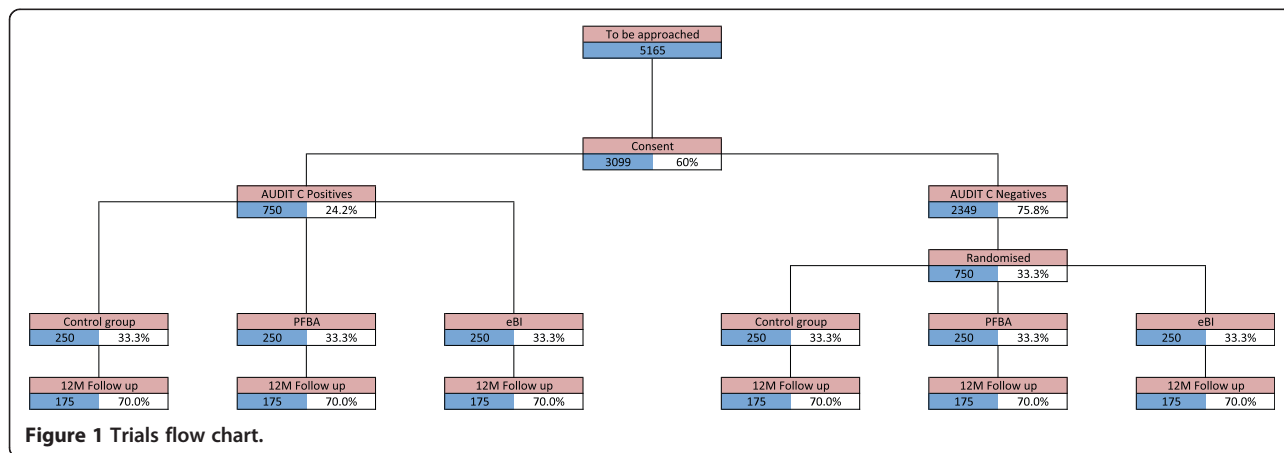 To be approached
5165
Consent
3099 60%
AUDIT C Positives
750 24.2%
AUDIT C Negatives
2349 75.8%
Randomised
750 33.3%
Control group
250 33.3%
PFBA
250 33.3%
eBI
250 33.3%
Control group
250 33.3%
PFBA
250 33.3%
eBI
250 33.3%
12M Follow up
175 70.0%
12M Follow up
175 70.0%
12M Follow up
175 70.0%
12M Follow up
175 70.0%
12M Follow up
175 70.0%
12M Follow up
175 70.0%
Figure 1 Trials flow chart.